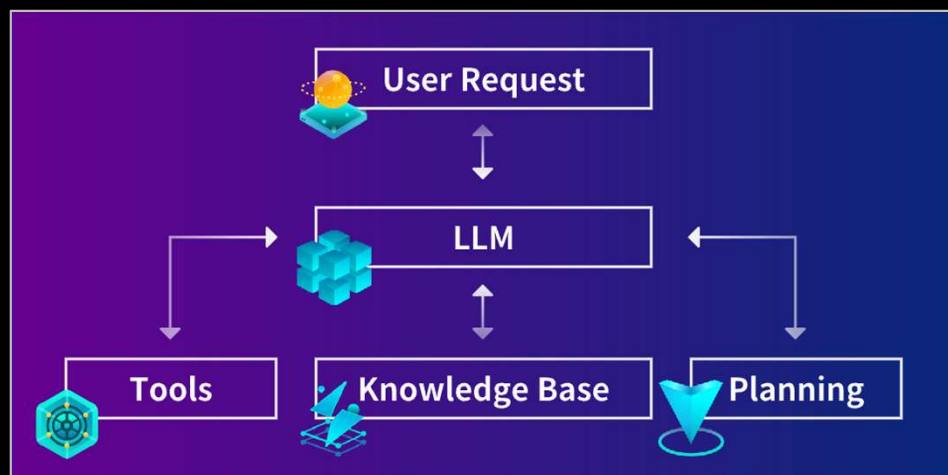 User Request
LLM
Tools
Knowledge Base
Planning